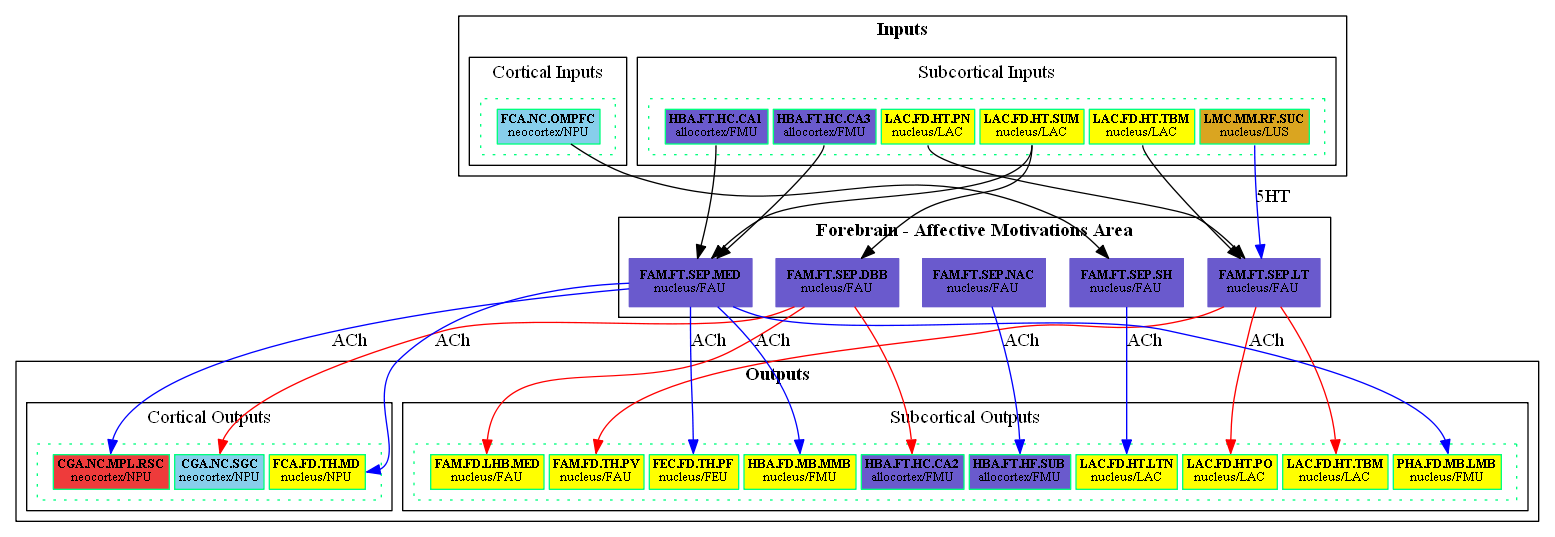 Inputs
Cortical Inputs
Subcortical Inputs
FCA.NC.OMPFC
neocortex/NPU
HBA.FT.HC.CA1
allocortex/FMU
HBA.FT.HC.CA3
allocortex/FMU
LAC.FD.HT.PN
nucleus/LAC
LAC.FD.HT.SUM
nucleus/LAC
LAC.FD.HT.TBM
nucleus/LAC
LMC.MM.RF.SUC
nucleus/LUS
5HT
Forebrain - Affective Motivations Area
FAM.FT.SEP.MED
nucleus/FAU
FAM.FT.SEP.DBB
nucleus/FAU
FAM.FT.SEP.NAC
nucleus/FAU
FAM.FT.SEP.SH
nucleus/FAU
FAM.FT.SEP.LT
nucleus/FAU
ACh
ACh
ACh
ACh
ACh
ACh
ACh
Outputs
Cortical Outputs
Subcortical Outputs
CGA.NC.MPL.RSC
neocortex/NPU
CGA.NC.SGC
neocortex/NPU
FCA.FD.TH.MD
nucleus/NPU
FAM.FD.LHB.MED
nucleus/FAU
FAM.FD.TH.PV
nucleus/FAU
FEC.FD.TH.PF
nucleus/FEU
HBA.FD.MB.MMB
nucleus/FMU
HBA.FT.HC.CA2
allocortex/FMU
HBA.FT.HF.SUB
allocortex/FMU
LAC.FD.HT.LTN
nucleus/LAC
LAC.FD.HT.PO
nucleus/LAC
LAC.FD.HT.TBM
nucleus/LAC
PHA.FD.MB.LMB
nucleus/FMU